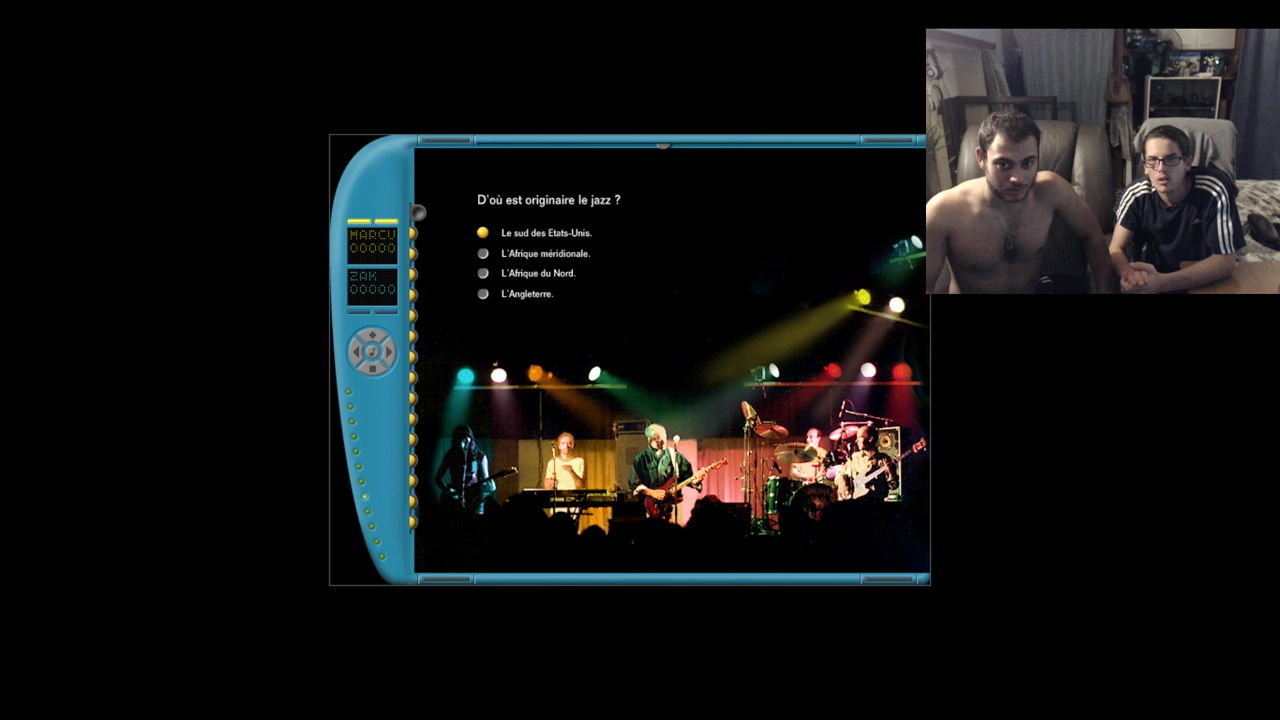 D'où est originaire le jazz ?
Le sud des Etats-Unis.
L'Afrique méridionale.
L'Afrique du Nord.
L'Angleterre.
MARCU
00000
ZAK
00000